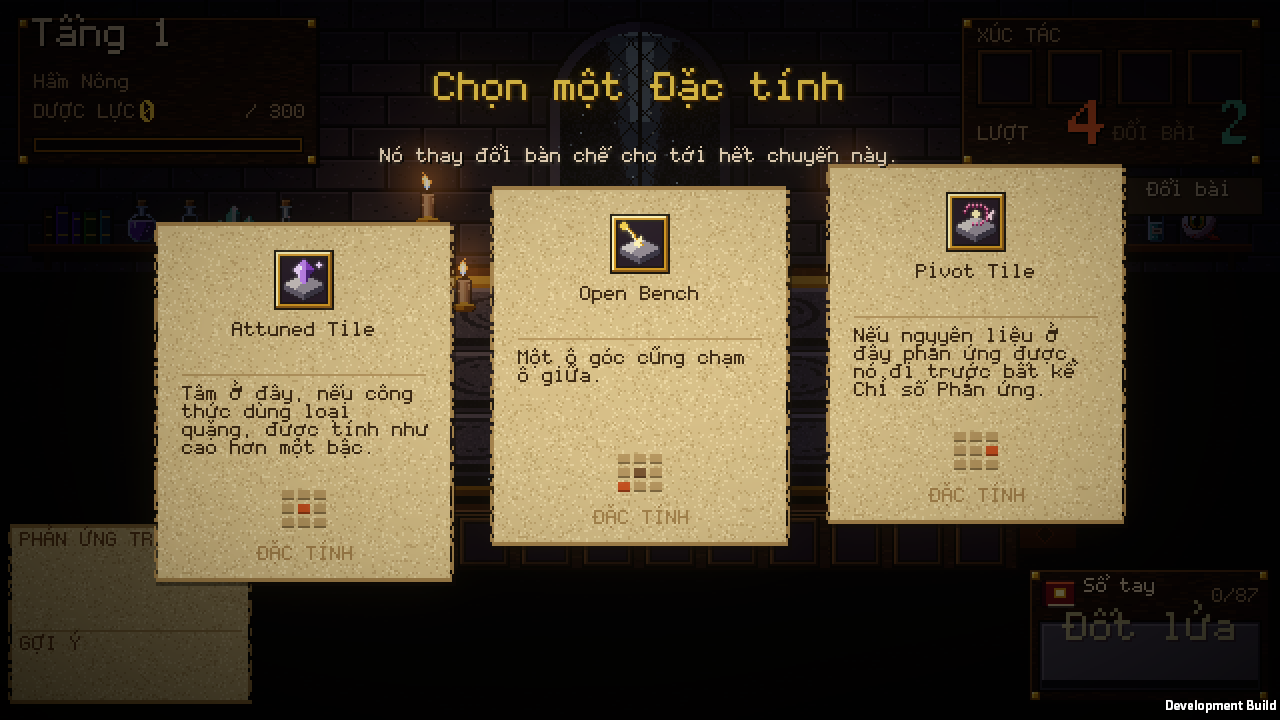 Tầng 1
Hầm Nông
DƯỢC LỰC 0 / 300
Chọn một Đặc tính
Nó thay đổi bàn chế cho tới hết chuyến này.
XÚC TÁC
LƯỢT 4 ĐỔI BÀI 2
Đổi bài
Attuned Tile
Tâm ở đây, nếu công
thức dùng loại
quặng, được tính như
cao hơn một bậc.
ĐẶC TÍNH
Open Bench
Một ô góc cũng chạm
ô giữa.
ĐẶC TÍNH
Pivot Tile
Nếu nguyên liệu ở
đây phản ứng được,
nó đi trước bất kể
Chỉ số Phản ứng.
ĐẶC TÍNH
PHẢN ỨNG TR
GỢI Ý
Sổ tay
0/87
Đốt lửa
Development Build